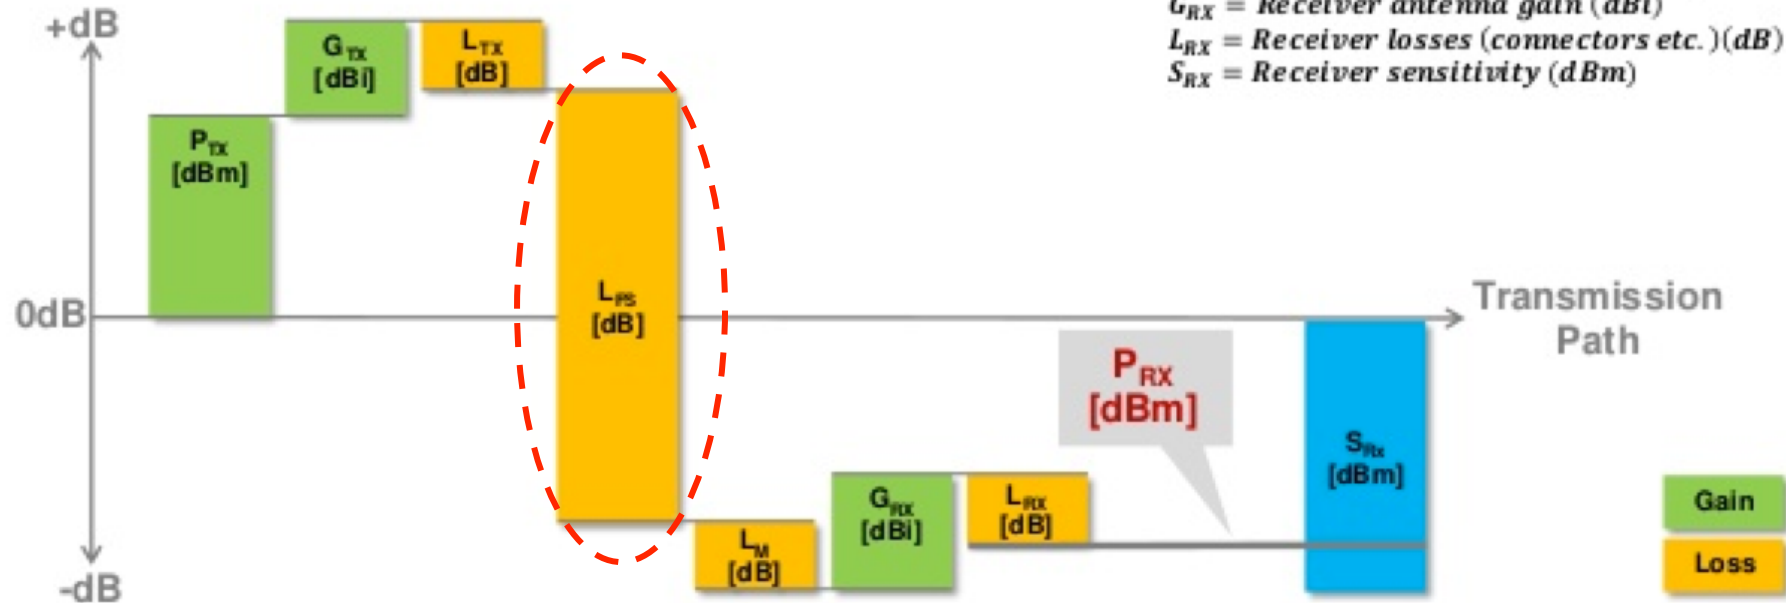 G_RX = Receiver antenna gain (dBi)
L_RX = Receiver losses (connectors etc.)(dB)
S_RX = Receiver sensitivity (dBm)
+dB
G_TX
[dBi]
L_TX
[dB]
P_TX
[dBm]
L_FS
[dB]
0dB
Transmission
Path
P_RX
[dBm]
S_Rx
[dBm]
G_RX
[dBi]
L_RX
[dB]
L_M
[dB]
Gain
Loss
-dB